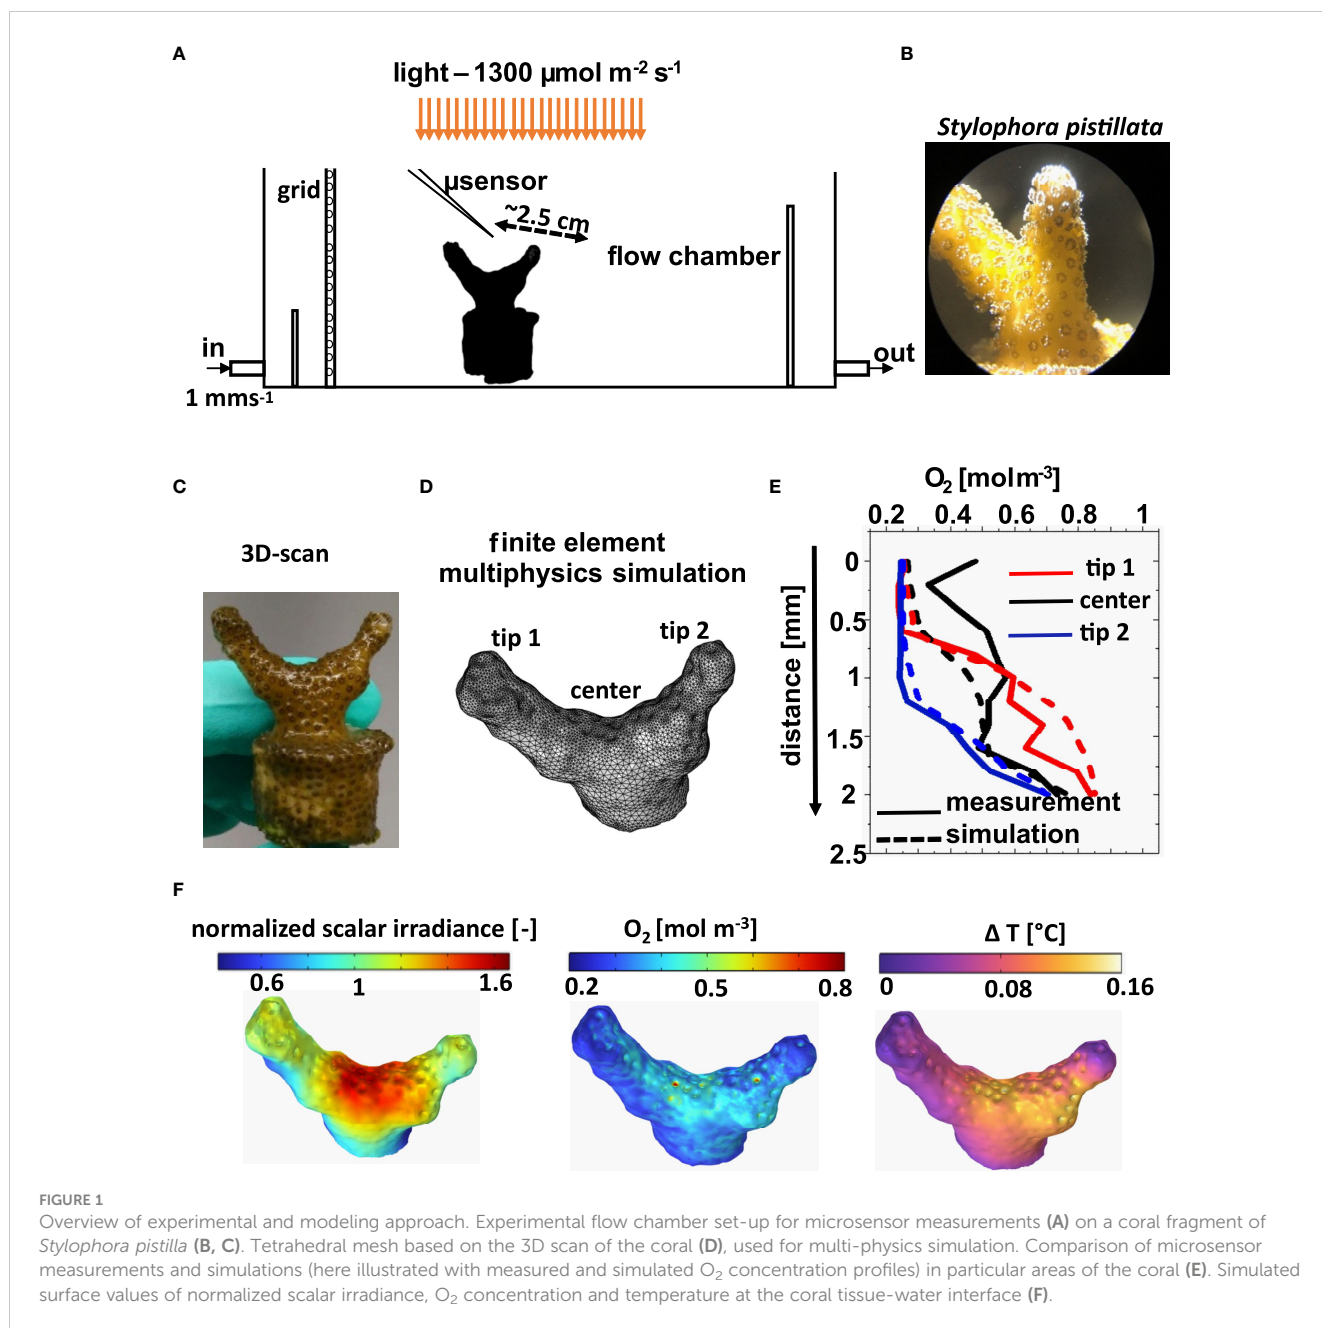 A
light – 1300 µmol m-2 s-1
grid
µsensor
~2.5 cm
flow chamber
in
out
1 mms-1
B
Stylophora pistillata
C
3D-scan
D
finite element
multiphysics simulation
tip 1
tip 2
center
E
O2 [molm-3]
0.2 0.4 0.6 0.8 1
distance [mm]
0
0.5
1
1.5
2
2.5
tip 1
center
tip 2
measurement
simulation
F
normalized scalar irradiance [-]
0.6 1 1.6
O2 [mol m-3]
0.2 0.5 0.8
Δ T [°C]
0 0.08 0.16
FIGURE 1
Overview of experimental and modeling approach. Experimental flow chamber set-up for microsensor measurements (A) on a coral fragment of
Stylophora pistilla (B, C). Tetrahedral mesh based on the 3D scan of the coral (D), used for multi-physics simulation. Comparison of microsensor
measurements and simulations (here illustrated with measured and simulated O2 concentration profiles) in particular areas of the coral (E). Simulated
surface values of normalized scalar irradiance, O2 concentration and temperature at the coral tissue-water interface (F).